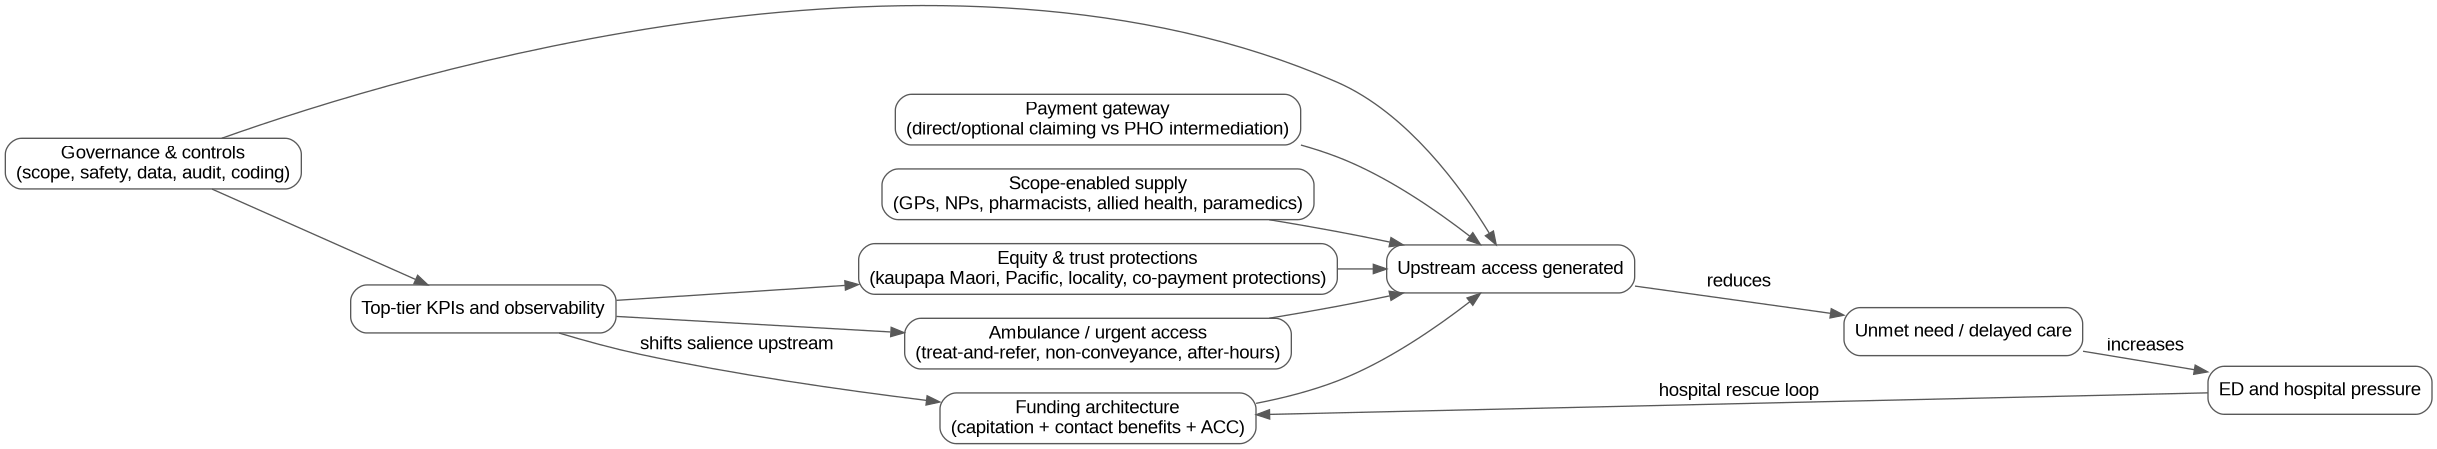 Governance & controls
(scope, safety, data, audit, coding)
Top-tier KPIs and observability
shifts salience upstream
Payment gateway
(direct/optional claiming vs PHO intermediation)
Scope-enabled supply
(GPs, NPs, pharmacists, allied health, paramedics)
Equity & trust protections
(kaupapa Maori, Pacific, locality, co-payment protections)
Ambulance / urgent access
(treat-and-refer, non-conveyance, after-hours)
Funding architecture
(capitation + contact benefits + ACC)
Upstream access generated
reduces
Unmet need / delayed care
increases
ED and hospital pressure
hospital rescue loop